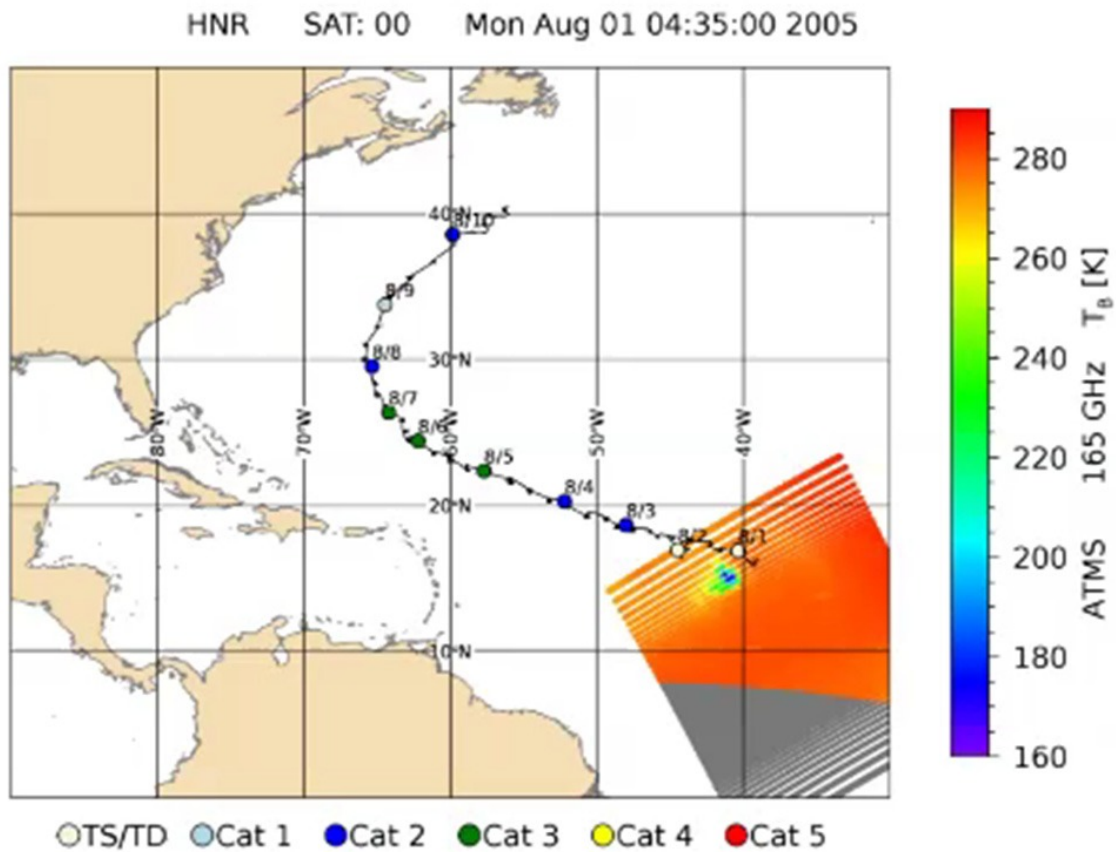 HNR SAT: 00 Mon Aug 01 04:35:00 2005
40°N
8/10
8/9
8/8
30°N
8/7
8/6
80°W
70°W
60°W
50°W
40°W
8/5
8/4
20°N
8/3
8/2
8/1
10°N
280
260
240
220
200
180
160
ATMS 165 GHz T_B [K]
TS/TD Cat 1 Cat 2 Cat 3 Cat 4 Cat 5